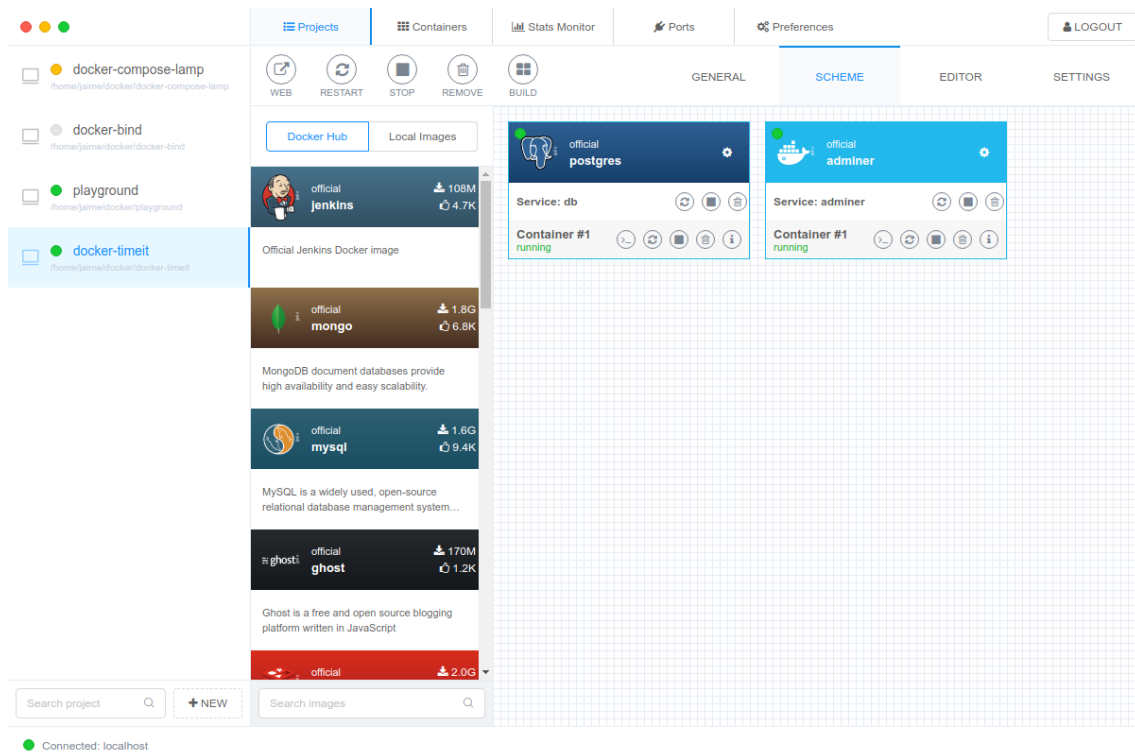 Projects
Containers
Stats Monitor
Ports
Preferences
LOGOUT
docker-compose-lamp
/home/jaime/docker/docker-compose-lamp
docker-bind
/home/jaime/docker/docker-bind
playground
/home/jaime/docker/playground
docker-timeit
/home/jaime/docker/docker-timeit
Search project
NEW
WEB
RESTART
STOP
REMOVE
BUILD
GENERAL
SCHEME
EDITOR
SETTINGS
Docker Hub
Local Images
official 108M
jenkins 4.7K
Official Jenkins Docker image
official 1.8G
mongo 6.8K
MongoDB document databases provide
high availability and easy scalability.
official 1.6G
mysql 9.4K
MySQL is a widely used, open-source
relational database management system…
ghost
official 170M
ghost 1.2K
Ghost is a free and open source blogging
platform written in JavaScript
official 2.0G
Search images
official
postgres
Service: db
Container #1
running
official
adminer
Service: adminer
Container #1
running
Connected: localhost